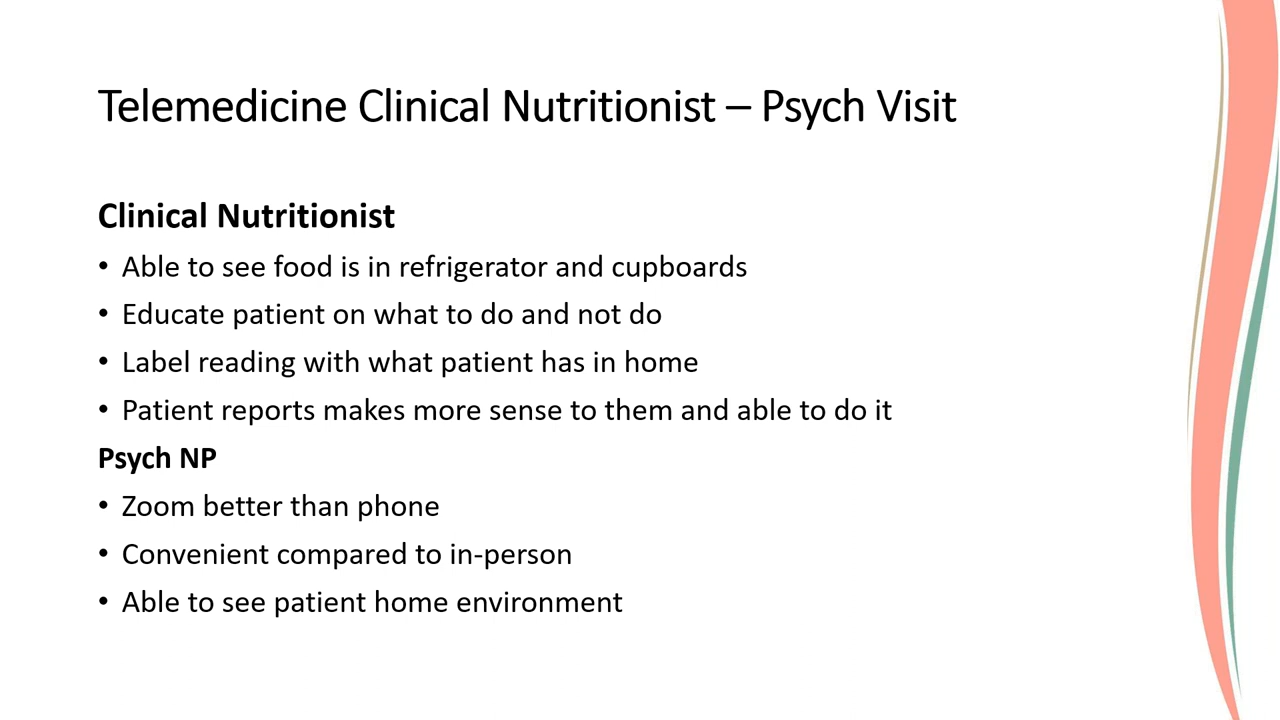 Telemedicine Clinical Nutritionist – Psych Visit
Clinical Nutritionist
• Able to see food is in refrigerator and cupboards
• Educate patient on what to do and not do
• Label reading with what patient has in home
• Patient reports makes more sense to them and able to do it
Psych NP
• Zoom better than phone
• Convenient compared to in-person
• Able to see patient home environment